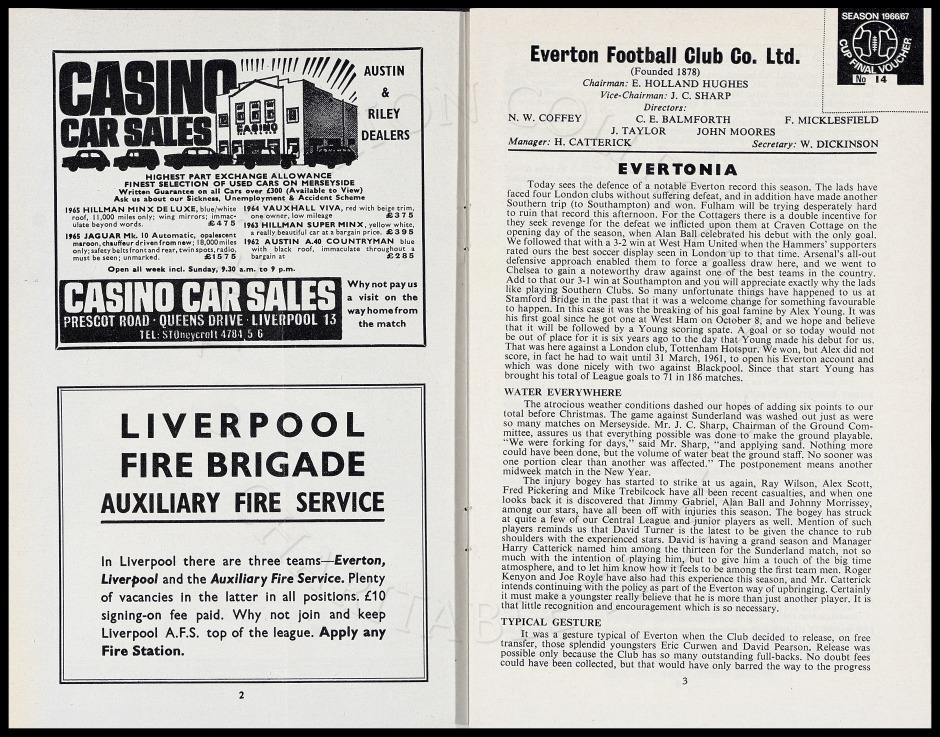 CASINO
CAR SALES
CASINO
AUSTIN
&
RILEY
DEALERS
HIGHEST PART EXCHANGE ALLOWANCE
FINEST SELECTION OF USED CARS ON MERSEYSIDE
Written Guarantee on all Cars over £300 (Available to View)
Ask us about our Sickness, Unemployment & Accident Scheme
1965 HILLMAN MINX DE LUXE, blue/white
roof, 11,000 miles only; wing mirrors; immac-
ulate beyond words. £475
1965 JAGUAR Mk. 10 Automatic, opalescent
maroon, chauffeur driven from new; 18,000 miles
only; safety belts front and rear, twin spots, radio,
must be seen; unmarked. £1575
1964 VAUXHALL VIVA, red with beige trim,
one owner, low mileage £375
1963 HILLMAN SUPER MINX, yellow white,
a really beautiful car at a bargain price. £395
1962 AUSTIN A.40 COUNTRYMAN blue
with black roof, immaculate throughout a
bargain at £285
Open all week incl. Sunday, 9.30 a.m. to 9 p.m.
CASINO CAR SALES
PRESCOT ROAD · QUEENS DRIVE · LIVERPOOL 13
TEL: STOneycroft 4784 5 6
Why not pay us
a visit on the
way home from
the match
LIVERPOOL
FIRE BRIGADE
AUXILIARY FIRE SERVICE
In Liverpool there are three teams—Everton,
Liverpool and the Auxiliary Fire Service. Plenty
of vacancies in the latter in all positions. £10
signing-on fee paid. Why not join and keep
Liverpool A.F.S. top of the league. Apply any
Fire Station.
2
SEASON 1966/67
CUP FINAL VOUCHER
No 14
Everton Football Club Co. Ltd.
(Founded 1878)
Chairman: E. HOLLAND HUGHES
Vice-Chairman: J. C. SHARP
Directors:
N. W. COFFEY C. E. BALMFORTH F. MICKLESFIELD
J. TAYLOR JOHN MOORES
Manager: H. CATTERICK Secretary: W. DICKINSON
EVERTONIA
Today sees the defence of a notable Everton record this season. The lads have
faced four London clubs without suffering defeat, and in addition have made another
Southern trip (to Southampton) and won. Fulham will be trying desperately hard
to ruin that record this afternoon. For the Cottagers there is a double incentive for
they seek revenge for the defeat we inflicted upon them at Craven Cottage on the
opening day of the season, when Alan Ball celebrated his debut with the only goal.
We followed that with a 3-2 win at West Ham United when the Hammers' supporters
rated ours the best soccer display seen in London up to that time. Arsenal's all-out
defensive approach enabled them to force a goalless draw here, and we went to
Chelsea to gain a noteworthy draw against one of the best teams in the country.
Add to that our 3-1 win at Southampton and you will appreciate exactly why the lads
like playing Southern Clubs. So many unfortunate things have happened to us at
Stamford Bridge in the past that it was a welcome change for something favourable
to happen. In this case it was the breaking of his goal famine by Alex Young. It was
his first goal since he got one at West Ham on October 8, and we hope and believe
that it will be followed by a Young scoring spate. A goal or so today would not
be out of place for it is six years ago to the day that Young made his debut for us.
That was here against a London club, Tottenham Hotspur. We won, but Alex did not
score, in fact he had to wait until 31 March, 1961, to open his Everton account and
which was done nicely with two against Blackpool. Since that start Young has
brought his total of League goals to 71 in 186 matches.
WATER EVERYWHERE
The atrocious weather conditions dashed our hopes of adding six points to our
total before Christmas. The game against Sunderland was washed out just as were
so many matches on Merseyside. Mr. J. C. Sharp, Chairman of the Ground Com-
mittee, assures us that everything possible was done to make the ground playable.
"We were forking for days," said Mr. Sharp, "and applying sand. Nothing more
could have been done, but the volume of water beat the ground staff. No sooner was
one portion clear than another was affected." The postponement means another
midweek match in the New Year.
The injury bogey has started to strike at us again, Ray Wilson, Alex Scott,
Fred Pickering and Mike Trebilcock have all been recent casualties, and when one
looks back it is discovered that Jimmy Gabriel, Alan Ball and Johnny Morrissey,
among our stars, have all been off with injuries this season. The bogey has struck
at quite a few of our Central League and junior players as well. Mention of such
players reminds us that David Turner is the latest to be given the chance to rub
shoulders with the experienced stars. David is having a grand season and Manager
Harry Catterick named him among the thirteen for the Sunderland match, not so
much with the intention of playing him, but to give him a touch of the big time
atmosphere, and to let him know how it feels to be among the first team men. Roger
Kenyon and Joe Royle have also had this experience this season, and Mr. Catterick
intends continuing with the policy as part of the Everton way of upbringing. Certainly
it must make a youngster really believe that he is more than just another player. It is
that little recognition and encouragement which is so necessary.
TYPICAL GESTURE
It was a gesture typical of Everton when the Club decided to release, on free
transfer, those splendid youngsters Eric Curwen and David Pearson. Release was
possible only because the Club has so many outstanding full-backs. No doubt fees
could have been collected, but that would have only barred the way to the progress
3